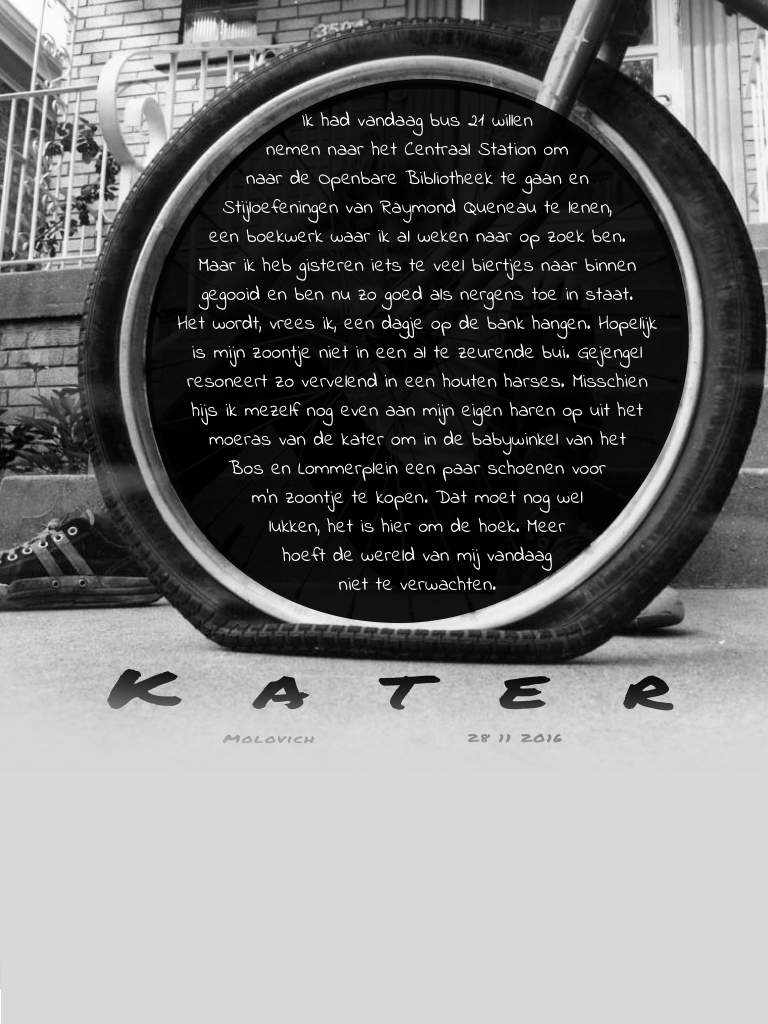 3504
Ik had vandaag bus 21 willen
nemen naar het Centraal Station om
naar de Openbare Bibliotheek te gaan en
Stijloefeningen van Raymond Queneau te lenen,
een boekwerk waar ik al weken naar op zoek ben.
Maar ik heb gisteren iets te veel biertjes naar binnen
gegooid en ben nu zo goed als nergens toe in staat.
Het wordt, vrees ik, een dagje op de bank hangen. Hopelijk
is mijn zoontje niet in een al te zeurende bui. Gejengel
resoneert zo vervelend in een houten harses. Misschien
hijs ik mezelf nog even aan mijn eigen haren op uit het
moeras van de kater om in de babywinkel van het
Bos en Lommerplein een paar schoenen voor
m'n zoontje te kopen. Dat moet nog wel
lukken, het is hier om de hoek. Meer
hoeft de wereld van mij vandaag
niet te verwachten.
KATER
Molovich 28 11 2016